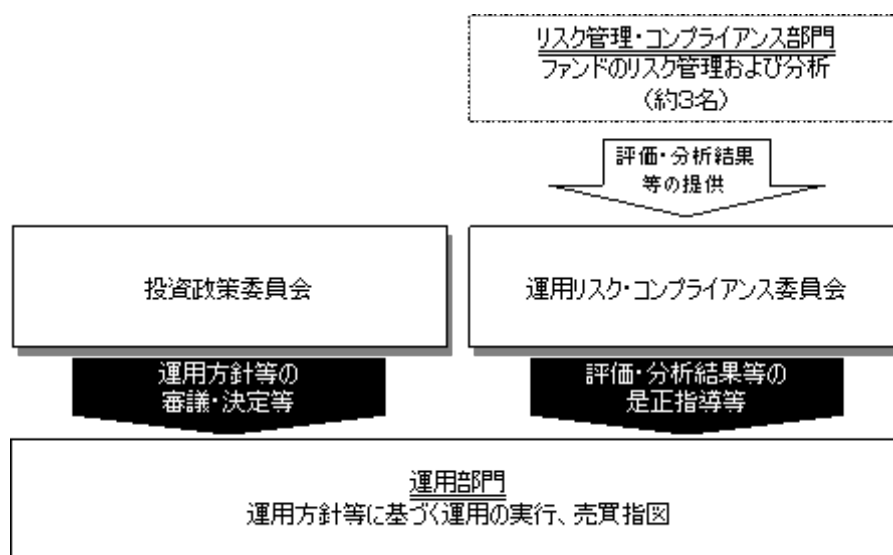 リスク管理・コンプライアンス部門
ファンドのリスク管理および分析
（約3名）
評価・分析結果
等の提供
投資政策委員会
運用リスク・コンプライアンス委員会
運用方針等の
審議・決定等
評価・分析結果等の
是正指導等
運用部門
運用方針等に基づく運用の実行、売買指図